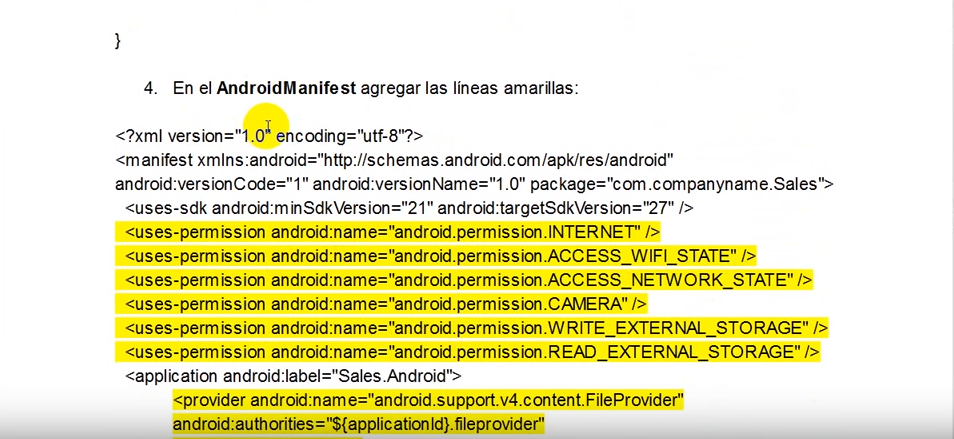 }
4. En el AndroidManifest agregar las líneas amarillas:
<?xml version="1.0" encoding="utf-8"?>
<manifest xmlns:android="http://schemas.android.com/apk/res/android"
android:versionCode="1" android:versionName="1.0" package="com.companyname.Sales">
<uses-sdk android:minSdkVersion="21" android:targetSdkVersion="27" />
<uses-permission android:name="android.permission.INTERNET" />
<uses-permission android:name="android.permission.ACCESS_WIFI_STATE" />
<uses-permission android:name="android.permission.ACCESS_NETWORK_STATE" />
<uses-permission android:name="android.permission.CAMERA" />
<uses-permission android:name="android.permission.WRITE_EXTERNAL_STORAGE" />
<uses-permission android:name="android.permission.READ_EXTERNAL_STORAGE" />
<application android:label="Sales.Android">
<provider android:name="android.support.v4.content.FileProvider"
android:authorities="${applicationId}.fileprovider"